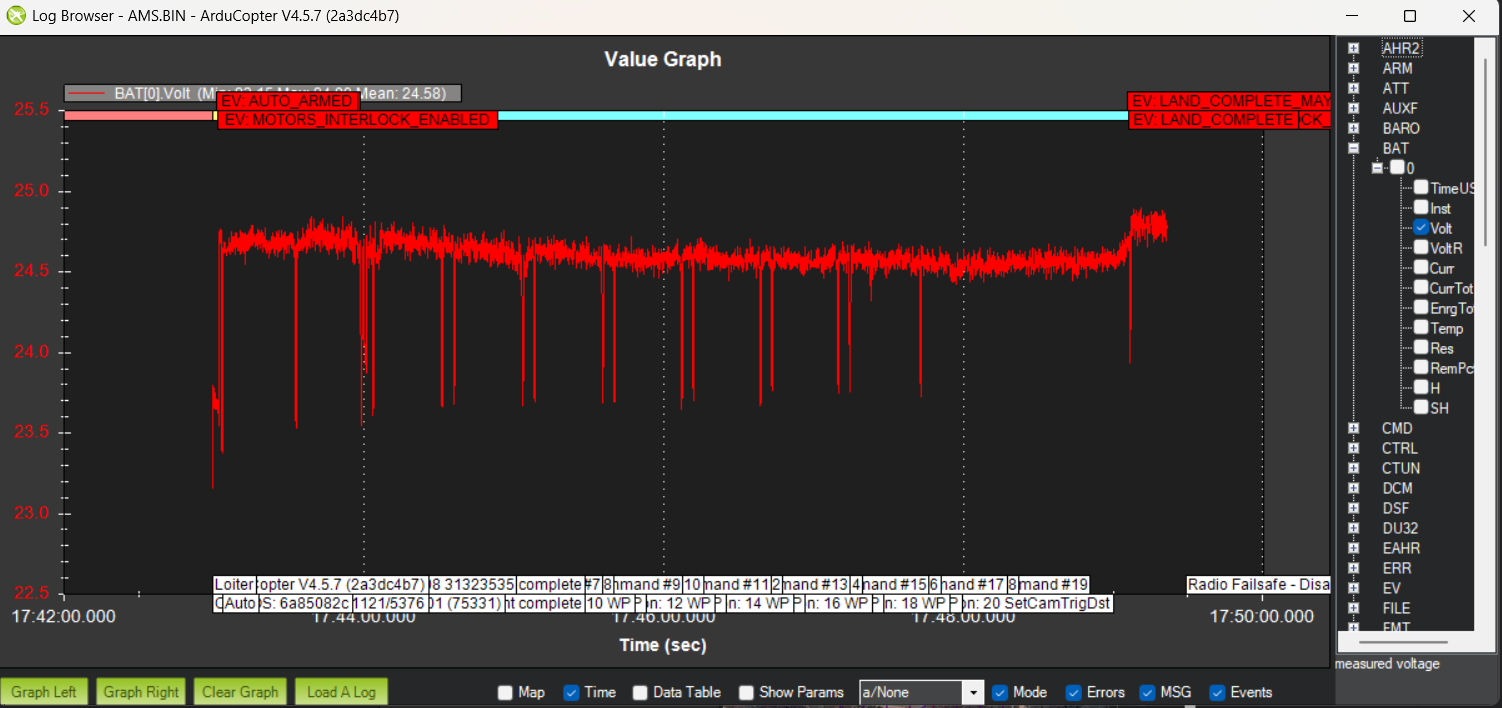 Log Browser - AMS.BIN - ArduCopter V4.5.7 (2a3dc4b7)
Value Graph
BAT[0].Volt (Mi Mean: 24.58)
EV: AUTO_ARMED
EV: LAND_COMPLETE_MAY
EV: MOTORS_INTERLOCK_ENABLED
EV: LAND_COMPLETE CK_
25.5
25.0
24.5
24.0
23.5
23.0
22.5
Loiter opter V4.5.7 (2a3dc4b7) 8 31323535 complete #7 8 mmand #9 10 mand #11 2 mand #13 4 nand #15 6 nand #17 8 mand #19
Radio Failsafe - Disa
Auto S: 6a85082c 1121/5376 01 (75331) nt complete 10 WP P n: 12 WP P n: 14 WP P n: 16 WP P n: 18 WP P on: 20 SetCamTrigDst
17:42:00.000
17:44:00.000
17:46:00.000
17:48:00.000
17:50:00.000
Time (sec)
AHR2
ARM
ATT
AUXF
BARO
BAT
0
TimeUS
Inst
Volt
VoltR
Curr
CurrTot
EnrgTo
Temp
Res
RemPc
H
SH
CMD
CTRL
CTUN
DCM
DSF
DU32
EAHR
ERR
EV
FILE
FMT
measured voltage
Graph Left
Graph Right
Clear Graph
Load A Log
Map
Time
Data Table
Show Params
a/None
Mode
Errors
MSG
Events